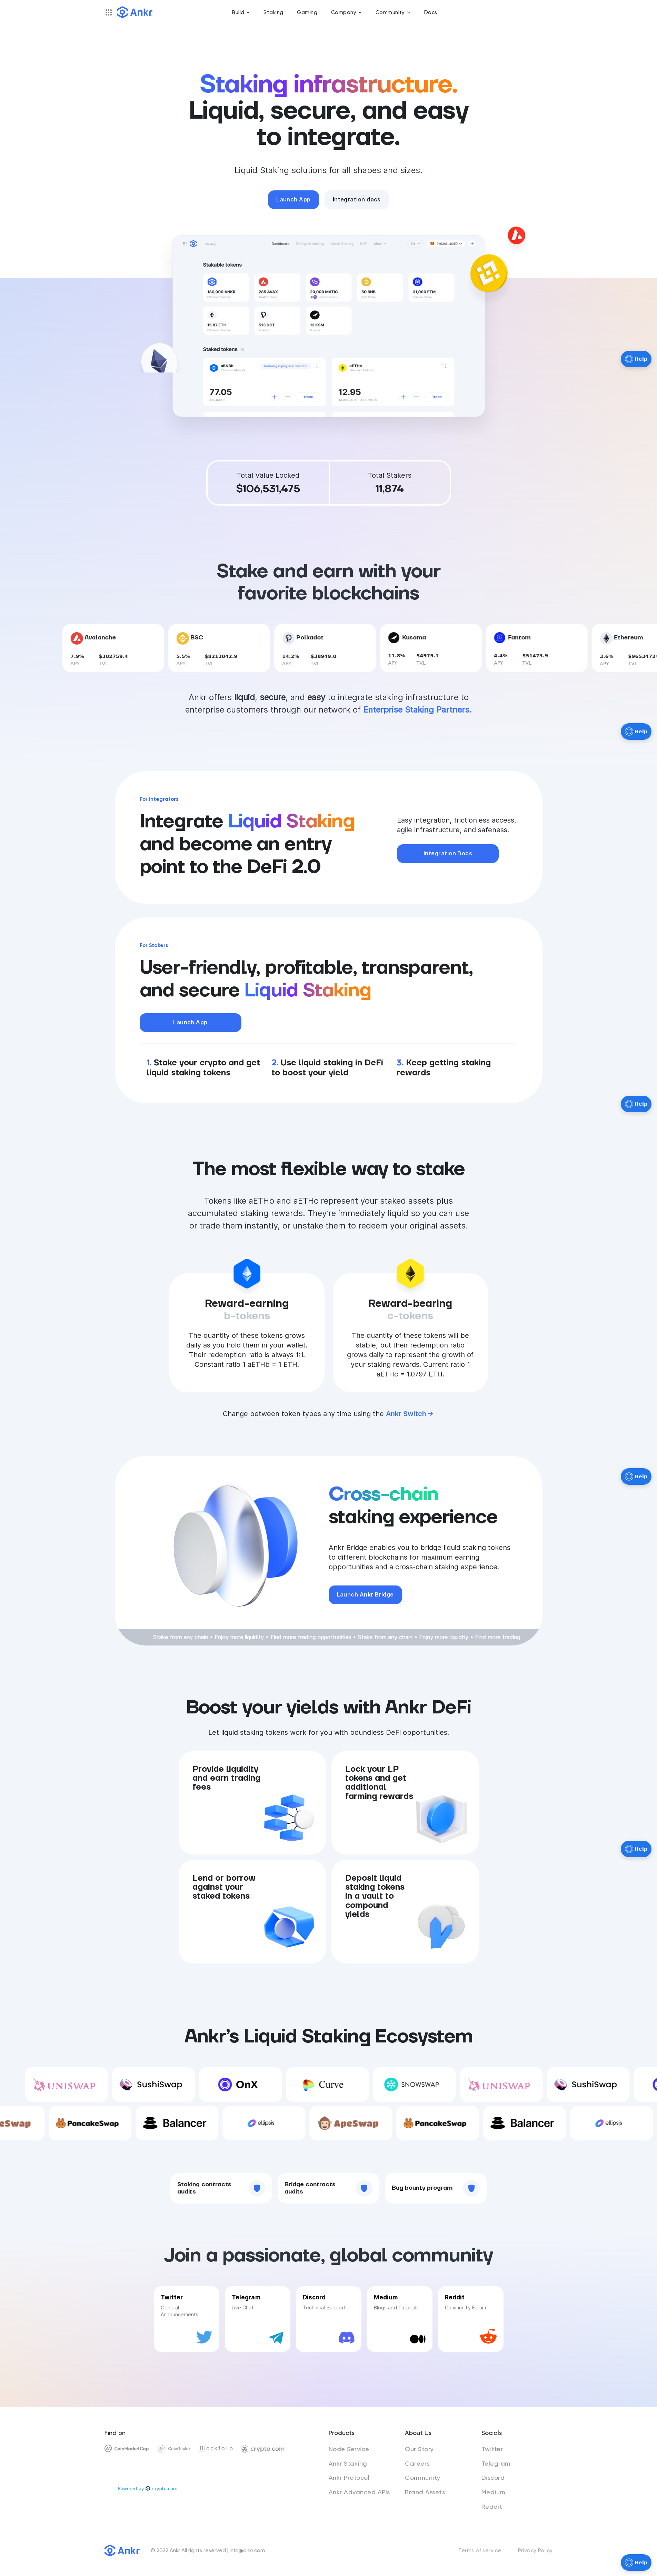 Ankr
Build
Staking
Gaming
Company
Community
Docs
Staking infrastructure.
Liquid, secure, and easy
to integrate.
Liquid Staking solutions for all shapes and sizes.
Launch App
Integration docs
Dashboard
Stakable tokens
160,000 ANKR
285 AVAX
20,000 MATIC
50 BNB
31,000 FTM
15.87 ETH
513 DOT
12 KSM
Staked tokens
aBNBb
aETHc
77.05
Trade
12.95
Trade
Help
Total Value Locked
$106,531,475
Total Stakers
11,874
Stake and earn with your
favorite blockchains
Avalanche
7.9%
$302759.4
APY
TVL
BSC
5.5%
$8213042.9
APY
TVL
Polkadot
14.2%
$38949.0
APY
TVL
Kusama
11.8%
$4975.1
APY
TVL
Fantom
4.4%
$51473.9
APY
TVL
Ethereum
3.6%
APY
TVL
Ankr offers liquid, secure, and easy to integrate staking infrastructure to
enterprise customers through our network of Enterprise Staking Partners.
Help
For Integrators
Integrate Liquid Staking
and become an entry
point to the DeFi 2.0
Easy integration, frictionless access,
agile infrastructure, and safeness.
Integration Docs
For Stakers
User-friendly, profitable, transparent,
and secure Liquid Staking
Launch App
1. Stake your crypto and get
liquid staking tokens
2. Use liquid staking in DeFi
to boost your yield
3. Keep getting staking
rewards
Help
The most flexible way to stake
Tokens like aETHb and aETHc represent your staked assets plus
accumulated staking rewards. They're immediately liquid so you can use
or trade them instantly, or unstake them to redeem your original assets.
Reward-earning
b-tokens
The quantity of these tokens grows
daily as you hold them in your wallet.
Their redemption ratio is always 1:1.
Constant ratio 1 aETHb = 1 ETH.
Reward-bearing
c-tokens
The quantity of these tokens will be
stable, but their redemption ratio
grows daily to represent the growth of
your staking rewards. Current ratio 1
aETHc = 1.0797 ETH.
Change between token types any time using the Ankr Switch →
Help
Cross-chain
staking experience
Ankr Bridge enables you to bridge liquid staking tokens
to different blockchains for maximum earning
opportunities and a cross-chain staking experience.
Launch Ankr Bridge
Stake from any chain • Enjoy more liquidity • Find more trading opportunities • Stake from any chain • Enjoy more liquidity • Find more trading
Boost your yields with Ankr DeFi
Let liquid staking tokens work for you with boundless DeFi opportunities.
Provide liquidity
and earn trading
fees
Lock your LP
tokens and get
additional
farming rewards
Help
Lend or borrow
against your
staked tokens
Deposit liquid
staking tokens
in a vault to
compound
yields
Ankr's Liquid Staking Ecosystem
UNISWAP
SushiSwap
OnX
Curve
SNOWSWAP
UNISWAP
SushiSwap
eSwap
PancakeSwap
Balancer
ellipsis
ApeSwap
PancakeSwap
Balancer
ellipsis
Staking contracts
audits
Bridge contracts
audits
Bug bounty program
Join a passionate, global community
Twitter
General
Announcements
Telegram
Live Chat
Discord
Technical Support
Medium
Blogs and Tutorials
Reddit
Community Forum
Find on
CoinMarketCap
CoinGecko
Blockfolio
crypto.com
Powered by crypto.com
Products
Node Service
Ankr Staking
Ankr Protocol
Ankr Advanced APIs
About Us
Our Story
Careers
Community
Brand Assets
Socials
Twitter
Telegram
Discord
Medium
Reddit
Ankr
© 2022 Ankr All rights reserved | info@ankr.com
Terms of service
Privacy Policy
Help